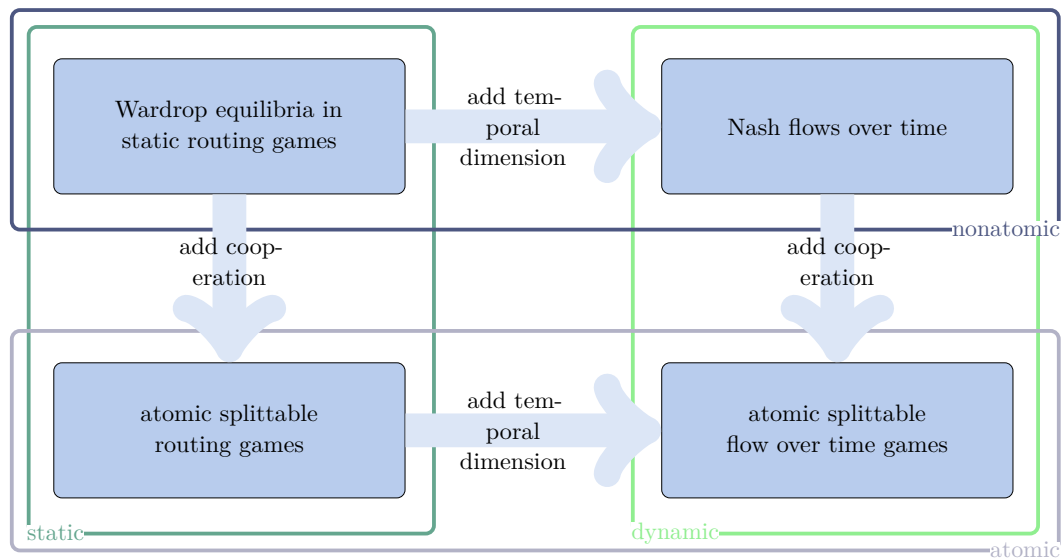 Wardrop equilibria in
static routing games
add tem-
poral
dimension
Nash flows over time
nonatomic
add coop-
eration
add coop-
eration
atomic splittable
routing games
add tem-
poral
dimension
atomic splittable
flow over time games
static
dynamic
atomic